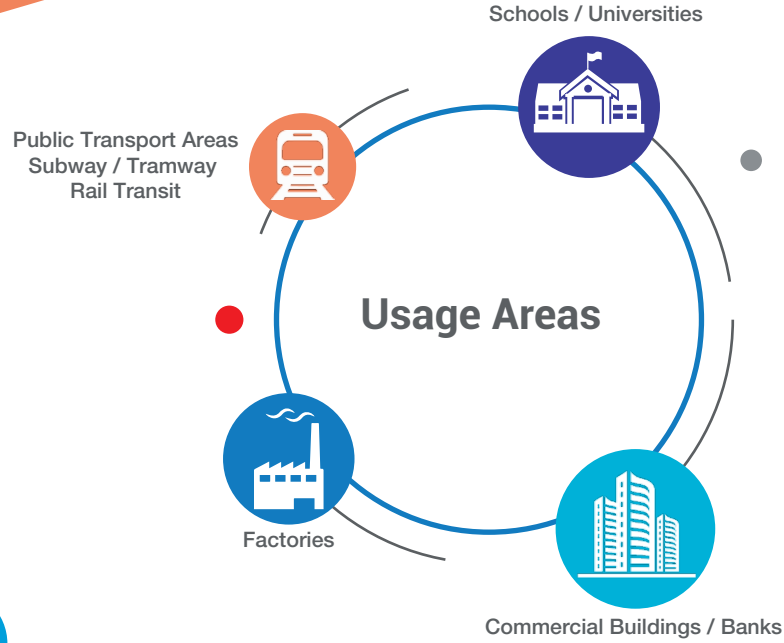 Schools / Universities
Public Transport Areas
Subway / Tramway
Rail Transit
Usage Areas
Factories
Commercial Buildings / Banks